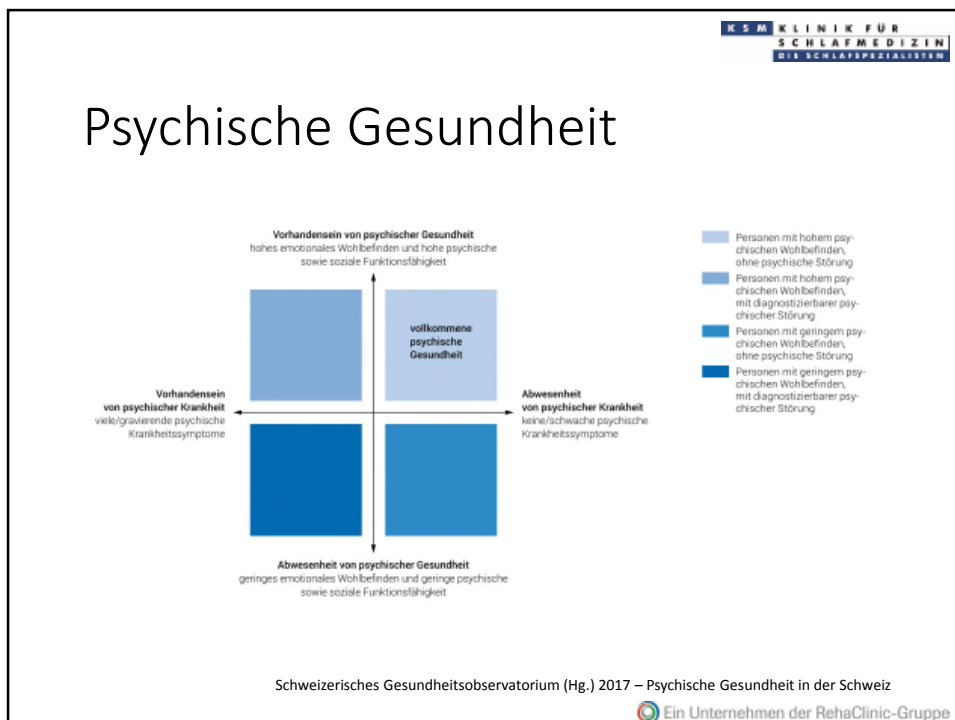 KSM KLINIK FÜR
SCHLAFMEDIZIN
DIE SCHLAFSPEZIALISTEN
Psychische Gesundheit
Vorhandensein von psychischer Gesundheit
hohes emotionales Wohlbefinden und hohe psychische
sowie soziale Funktionsfähigkeit
vollkommene
psychische
Gesundheit
Vorhandensein
von psychischer Krankheit
viele/gravierende psychische
Krankheitssymptome
Abwesenheit
von psychischer Krankheit
keine/schwache psychische
Krankheitssymptome
Abwesenheit von psychischer Gesundheit
geringes emotionales Wohlbefinden und geringe psychische
sowie soziale Funktionsfähigkeit
Personen mit hohem psy-
chischen Wohlbefinden,
ohne psychische Störung
Personen mit hohem psy-
chischen Wohlbefinden,
mit diagnostizierbarer psy-
chischer Störung
Personen mit geringem psy-
chischen Wohlbefinden,
ohne psychische Störung
Personen mit geringem psy-
chischen Wohlbefinden,
mit diagnostizierbarer psy-
chischer Störung
Schweizerisches Gesundheitsobservatorium (Hg.) 2017 – Psychische Gesundheit in der Schweiz
Ein Unternehmen der RehaClinic-Gruppe